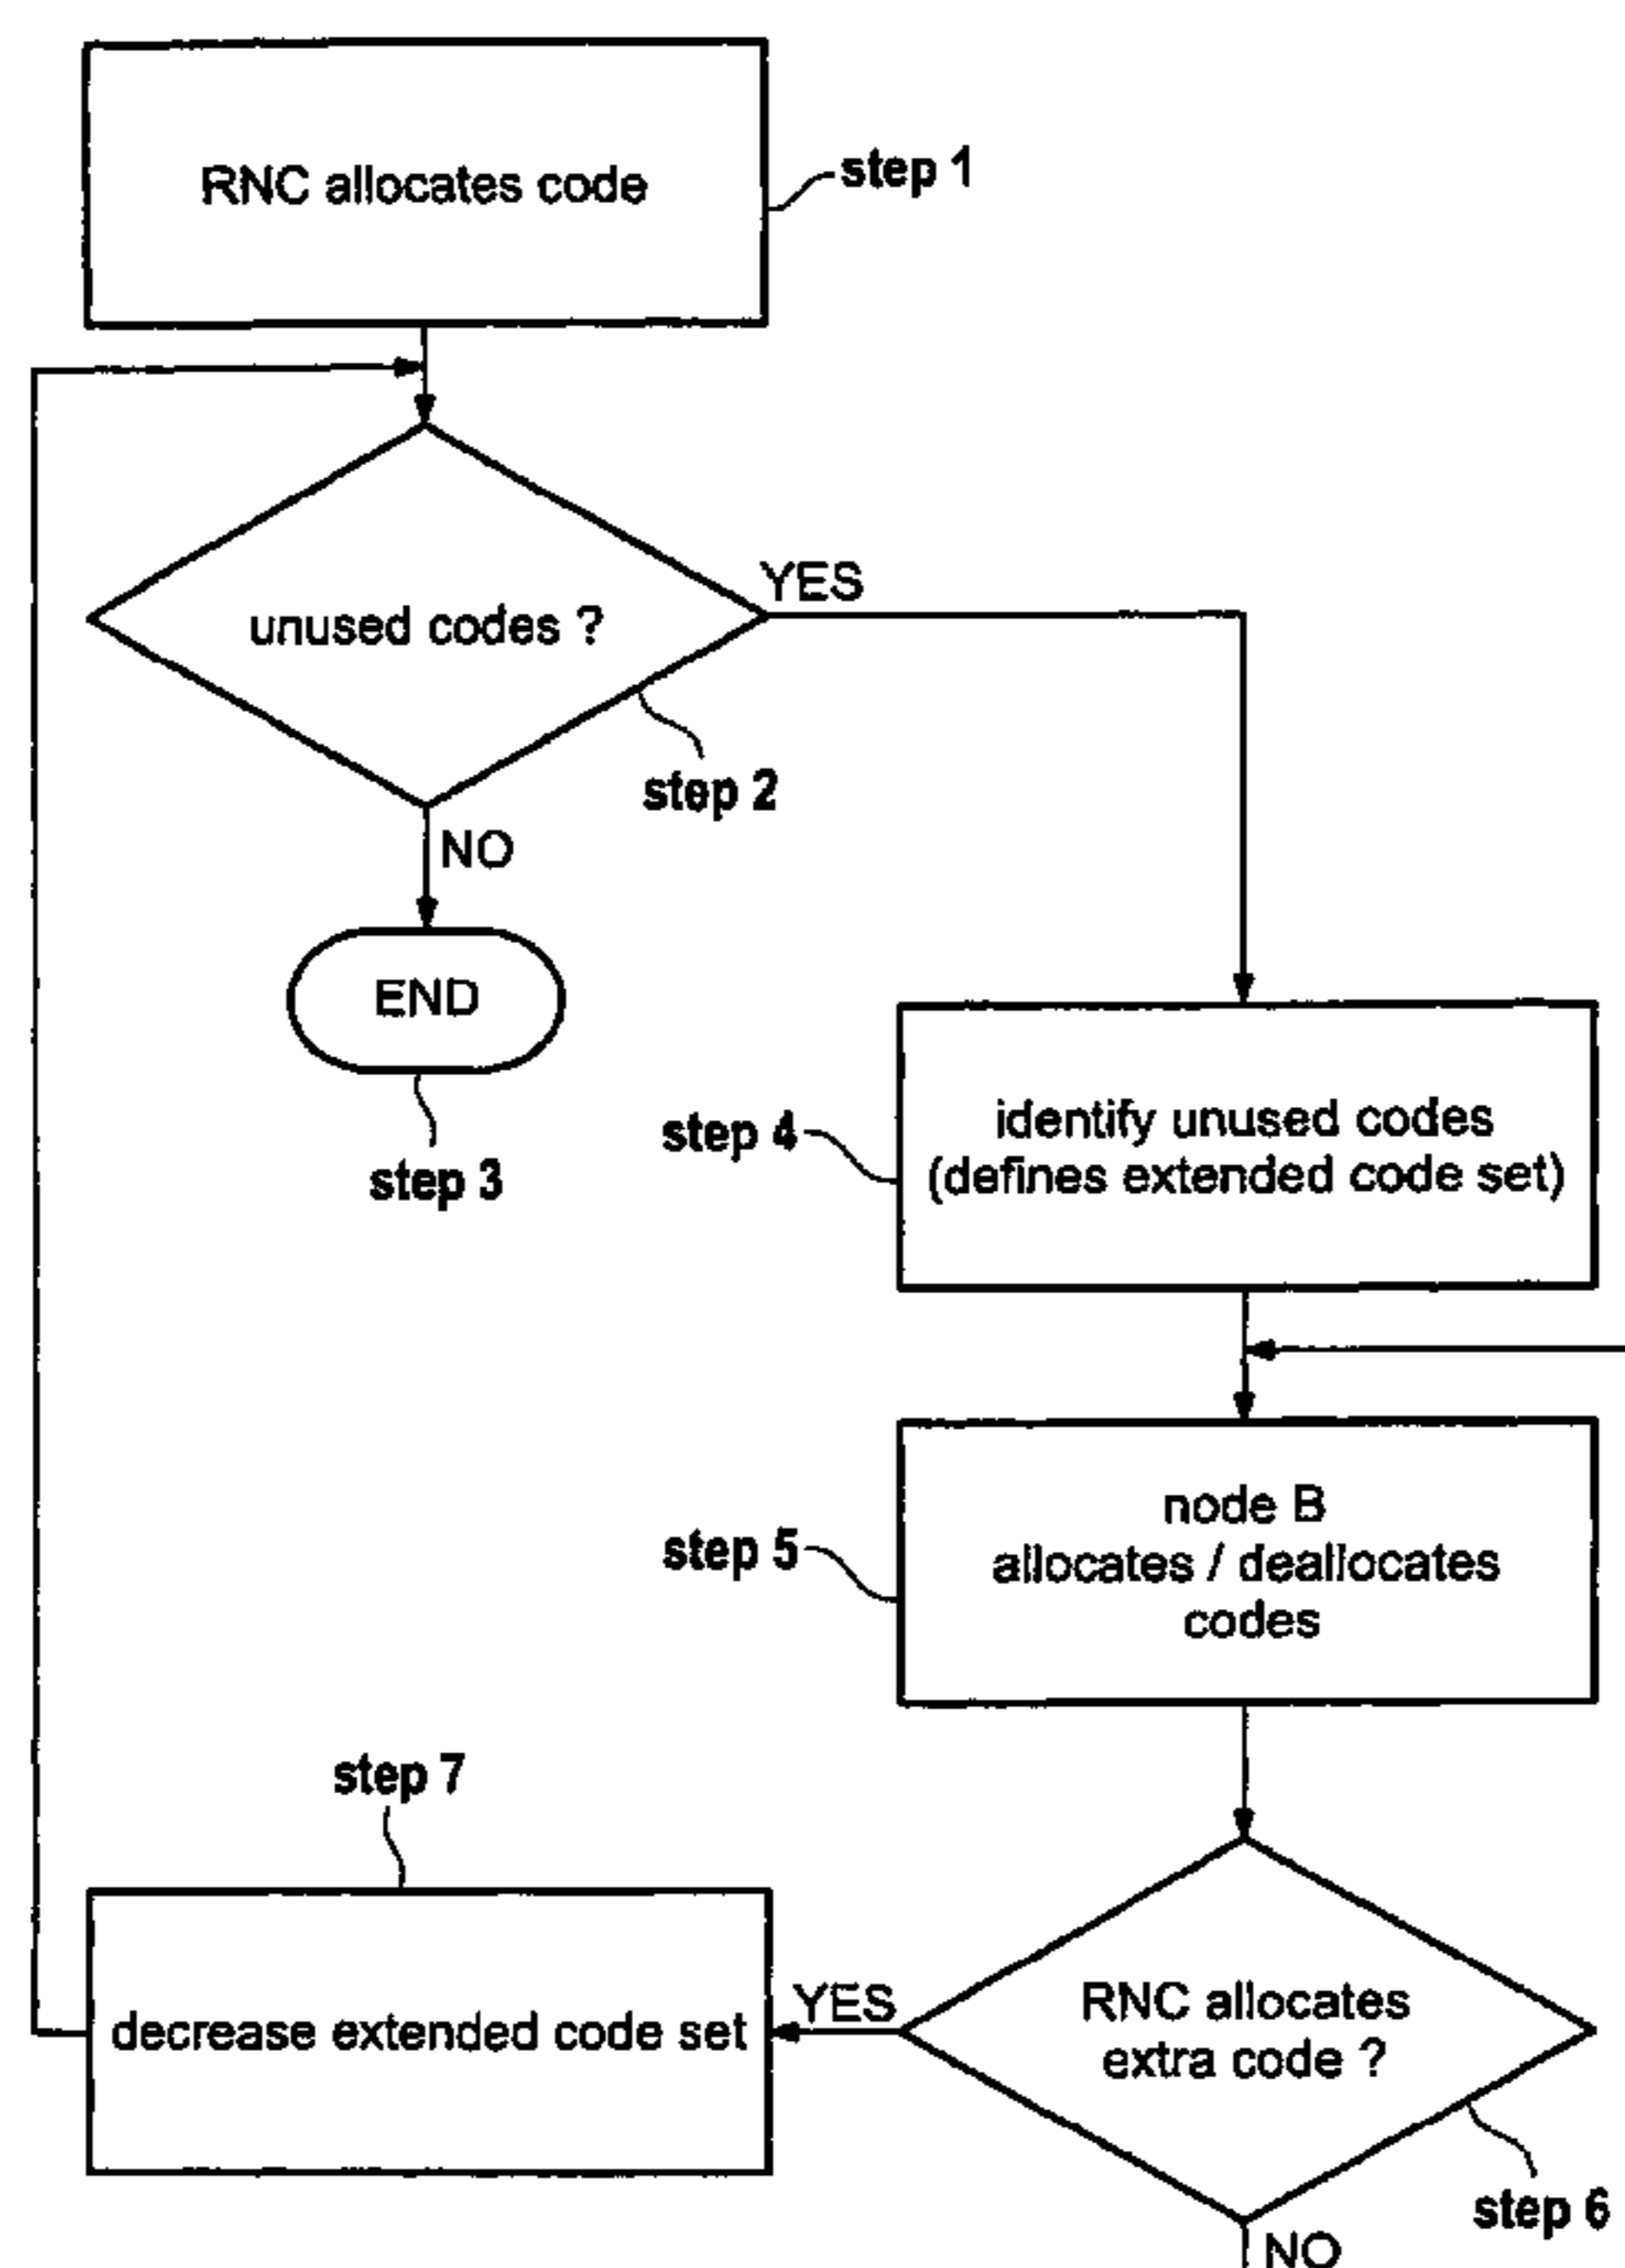 RNC allocates code
step 1
unused codes ?
YES
step 2
NO
END
step 3
identify unused codes
(defines extended code set)
step 4
node B
allocates / deallocates
codes
step 5
step 7
decrease extended code set
YES
RNC allocates
extra code ?
step 6
NO